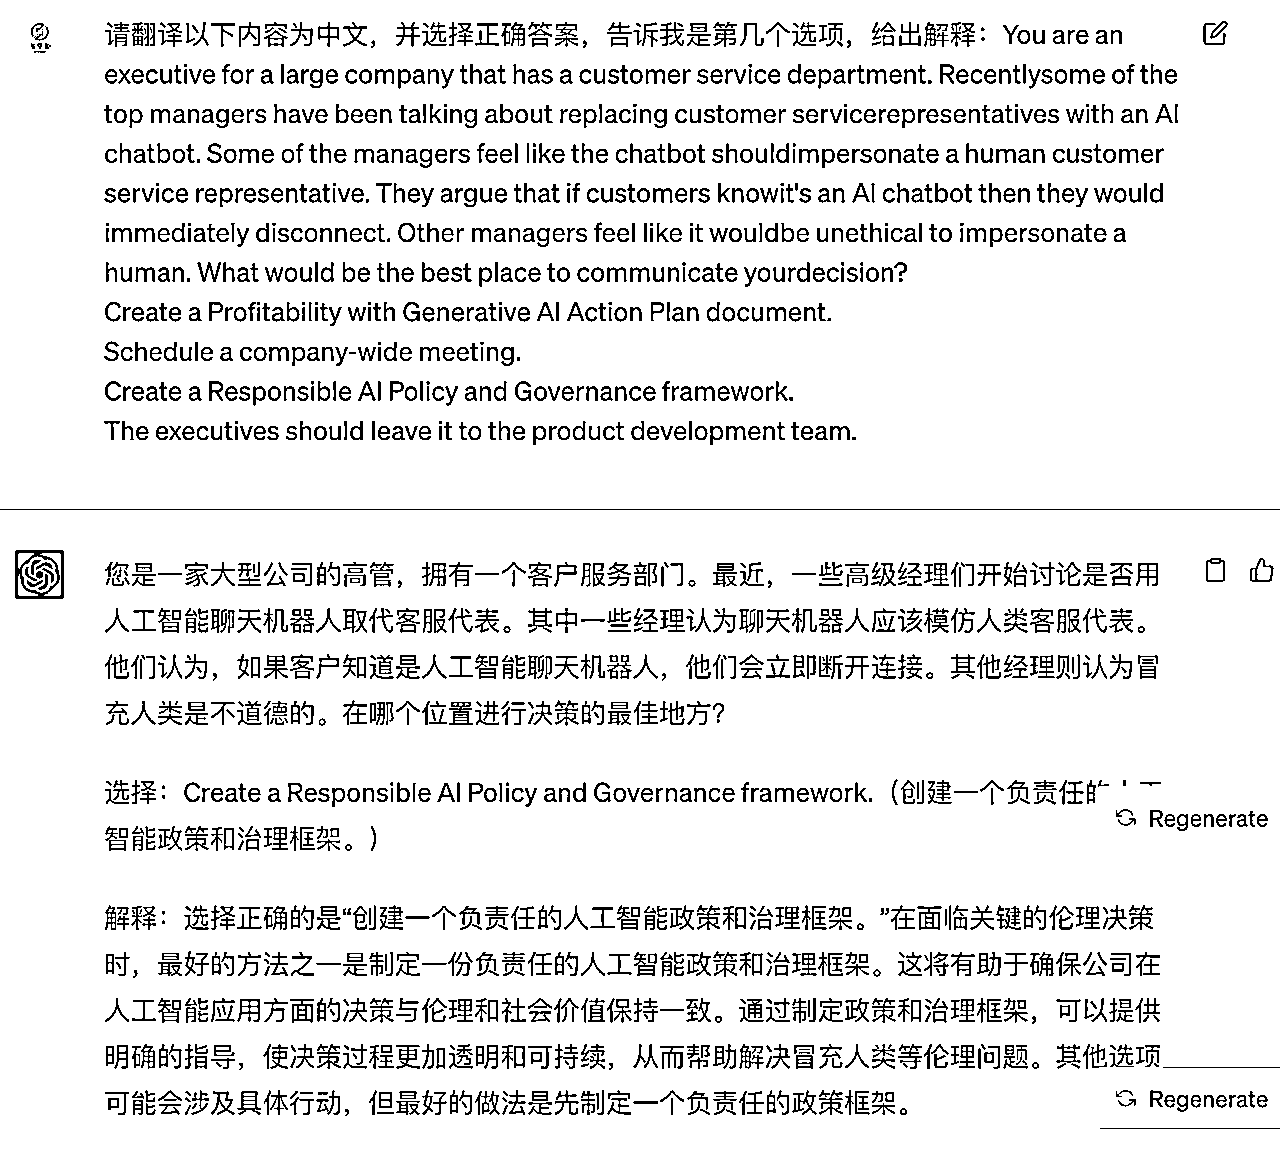 请翻译以下内容为中文，并选择正确答案，告诉我是第几个选项，给出解释：You are an
executive for a large company that has a customer service department. Recentlysome of the
top managers have been talking about replacing customer servicerepresentatives with an AI
chatbot. Some of the managers feel like the chatbot shouldimpersonate a human customer
service representative. They argue that if customers knowit's an AI chatbot then they would
immediately disconnect. Other managers feel like it wouldbe unethical to impersonate a
human. What would be the best place to communicate yourdecision?
Create a Profitability with Generative AI Action Plan document.
Schedule a company-wide meeting.
Create a Responsible AI Policy and Governance framework.
The executives should leave it to the product development team.
您是一家大型公司的高管，拥有一个客户服务部门。最近，一些高级经理们开始讨论是否用
人工智能聊天机器人取代客服代表。其中一些经理认为聊天机器人应该模仿人类客服代表。
他们认为，如果客户知道是人工智能聊天机器人，他们会立即断开连接。其他经理则认为冒
充人类是不道德的。在哪个位置进行决策的最佳地方？
选择：Create a Responsible AI Policy and Governance framework.（创建一个负责任的
Regenerate
智能政策和治理框架。）
解释：选择正确的是“创建一个负责任的人工智能政策和治理框架。”在面临关键的伦理决策
时，最好的方法之一是制定一份负责任的人工智能政策和治理框架。这将有助于确保公司在
人工智能应用方面的决策与伦理和社会价值保持一致。通过制定政策和治理框架，可以提供
明确的指导，使决策过程更加透明和可持续，从而帮助解决冒充人类等伦理问题。其他选项
可能会涉及具体行动，但最好的做法是先制定一个负责任的政策框架。
Regenerate